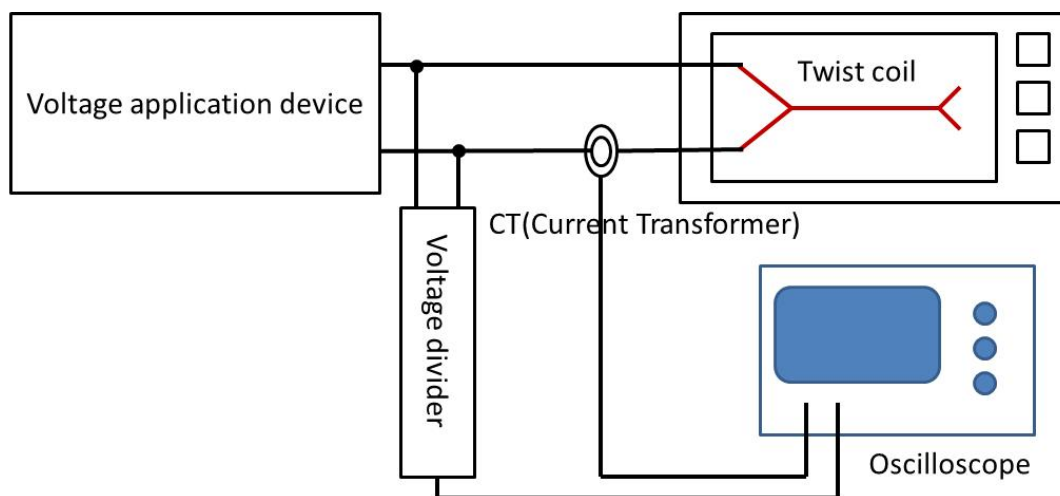 Voltage application device
Twist coil
CT(Current Transformer)
Voltage divider
Oscilloscope